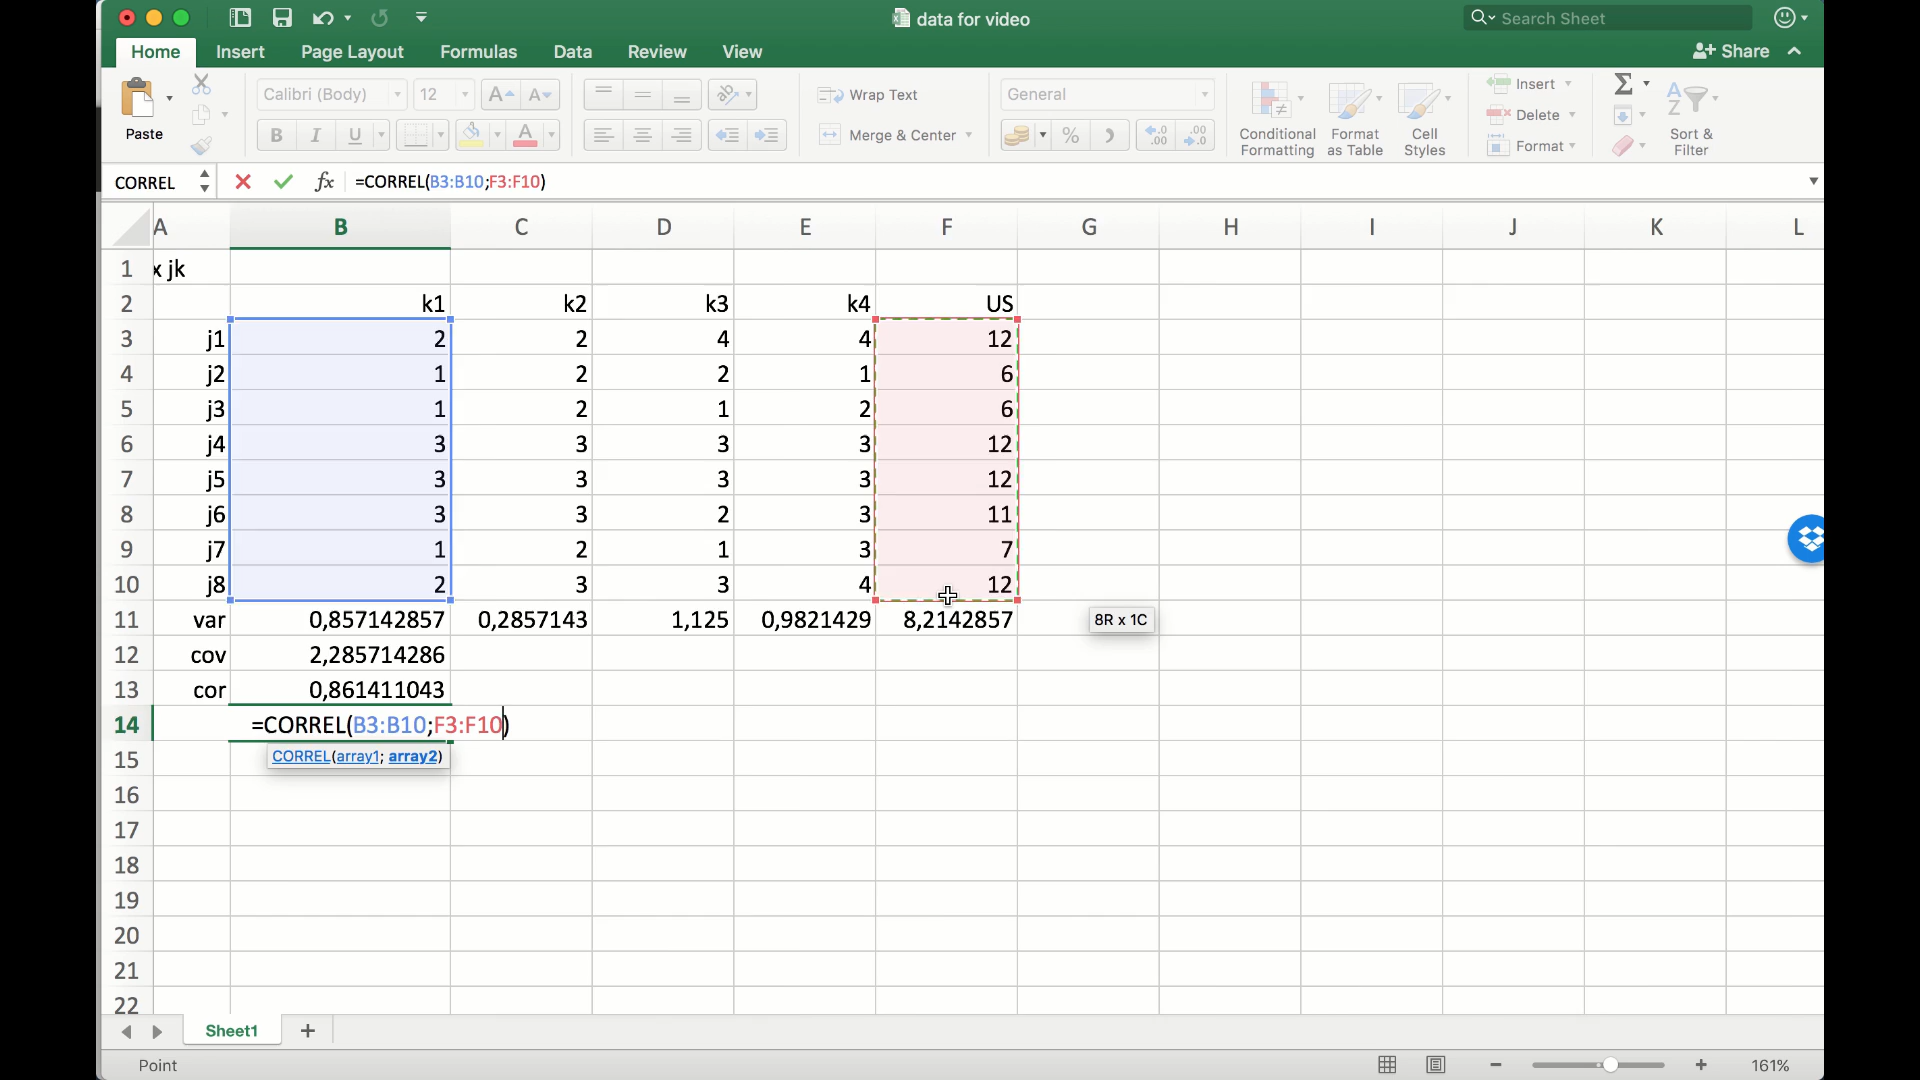 data for video
Search Sheet
Home Insert Page Layout Formulas Data Review View
Share
Paste
Calibri (Body) 12
B I U
A A
A
Wrap Text
Merge & Center
General
%
Conditional Formatting
Format as Table
Cell Styles
Insert
Delete
Format
Sort & Filter
CORREL fx =CORREL(B3:B10;F3:F10)
A B C D E F G H I J K L
1 x jk
2 k1 k2 k3 k4 US
3 j1 2 2 4 4 12
4 j2 1 2 2 1 6
5 j3 1 2 1 2 6
6 j4 3 3 3 3 12
7 j5 3 3 3 3 12
8 j6 3 3 2 3 11
9 j7 1 2 1 3 7
10 j8 2 3 3 4 12
11 var 0,857142857 0,2857143 1,125 0,9821429 8,2142857
8R x 1C
12 cov 2,285714286
13 cor 0,861411043
14 =CORREL(B3:B10;F3:F10)
15 CORREL(array1; array2)
16
17
18
19
20
21
22
Sheet1
Point 161%